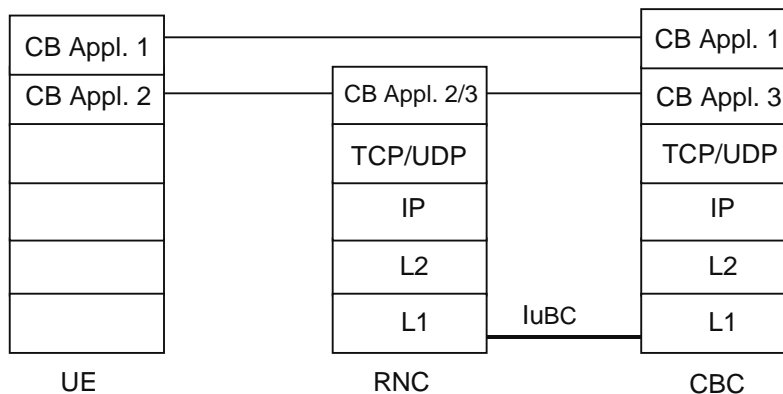 CB Appl. 1
CB Appl. 2
UE
CB Appl. 2/3
TCP/UDP
IP
L2
L1
RNC
IuBC
CB Appl. 1
CB Appl. 3
TCP/UDP
IP
L2
L1
CBC